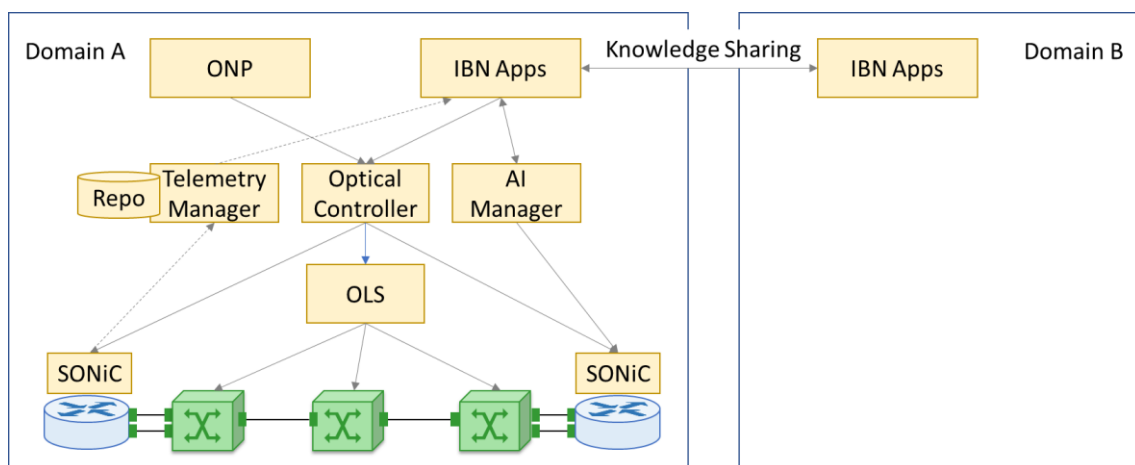 Domain A
ONP
IBN Apps
Knowledge Sharing
IBN Apps
Domain B
Repo
Telemetry
Manager
Optical
Controller
AI
Manager
OLS
SONiC
SONiC